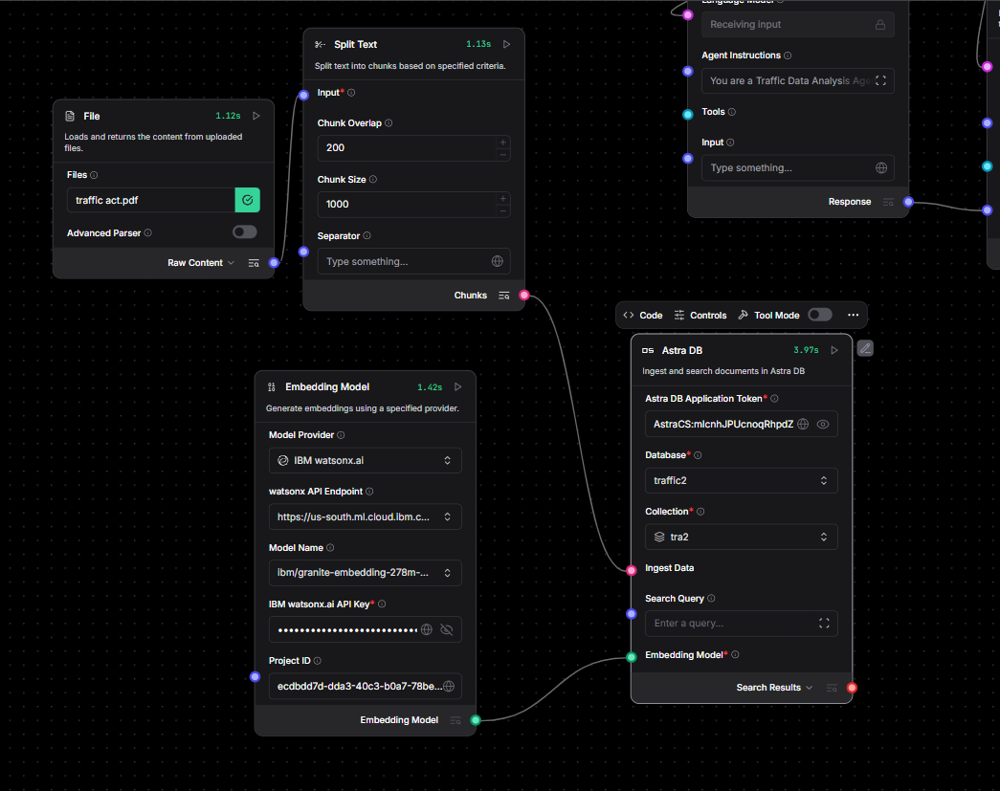 Language Model
Receiving input
Agent Instructions
You are a Traffic Data Analysis Age
Tools
Input
Type something...
Response
Split Text
1.13s
Split text into chunks based on specified criteria.
Input*
Chunk Overlap
200
Chunk Size
1000
Separator
Type something...
Chunks
File
1.12s
Loads and returns the content from uploaded
files.
Files
traffic act.pdf
Advanced Parser
Raw Content
Code
Controls
Tool Mode
Astra DB
3.97s
Ingest and search documents in Astra DB
Astra DB Application Token*
AstraCS:mlcnhJPUcnoqRhpdZ
Database*
traffic2
Collection*
tra2
Ingest Data
Search Query
Enter a query...
Embedding Model*
Search Results
Embedding Model
1.42s
Generate embeddings using a specified provider.
Model Provider
IBM watsonx.ai
watsonx API Endpoint
https://us-south.ml.cloud.ibm.c...
Model Name
ibm/granite-embedding-278m-...
IBM watsonx.ai API Key*
Project ID
ecdbdd7d-dda3-40c3-b0a7-78be...
Embedding Model